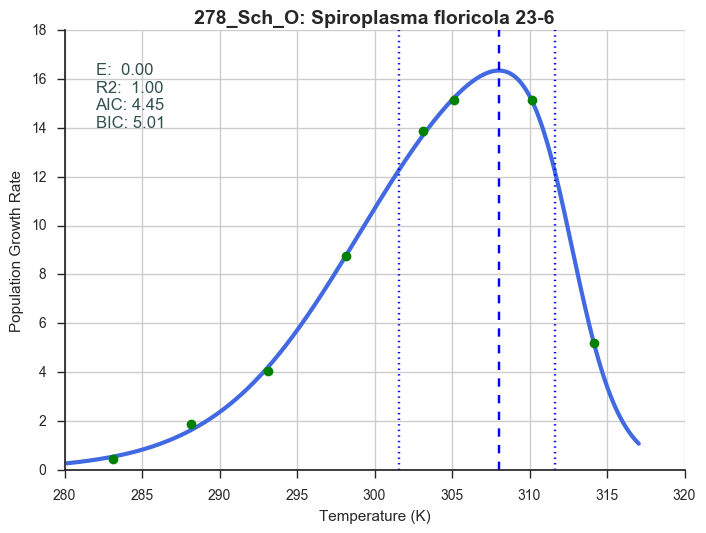 278_Sch_O: Spiroplasma floricola 23-6
18
16
14
12
10
8
6
4
2
0
E: 0.00
R2: 1.00
AIC: 4.45
BIC: 5.01
Population Growth Rate
280 285 290 295 300 305 310 315 320
Temperature (K)